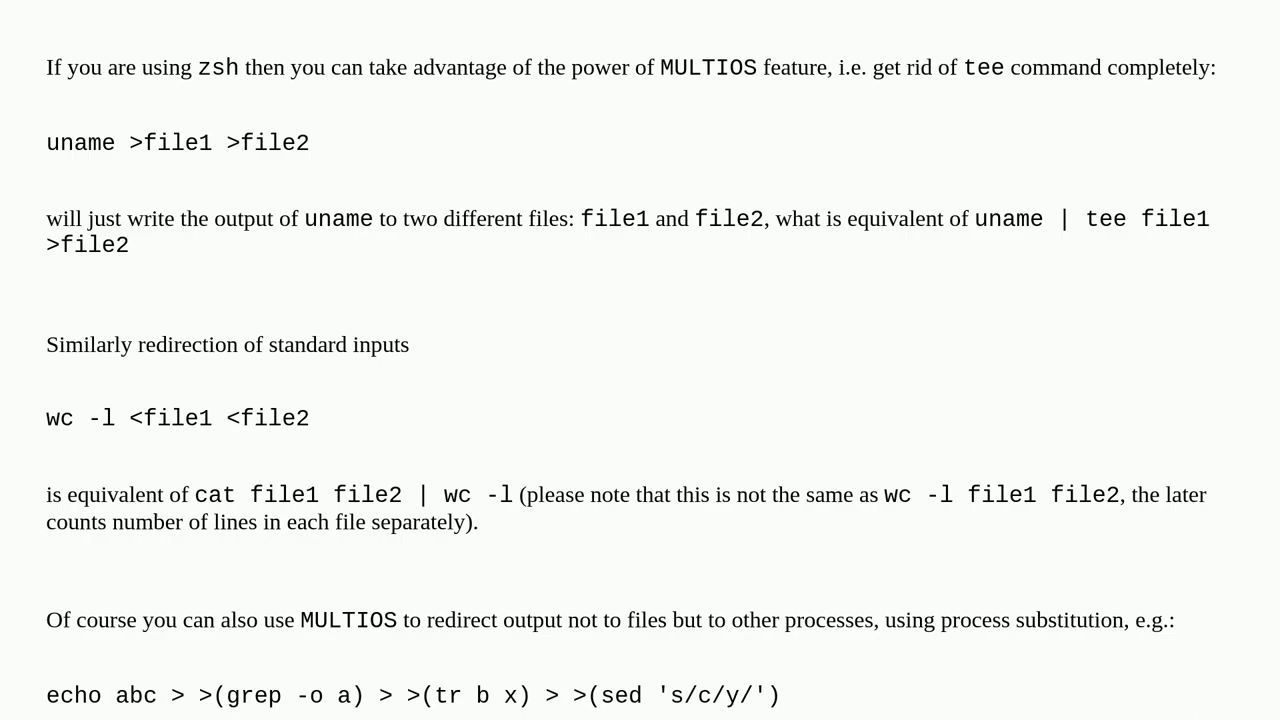 If you are using zsh then you can take advantage of the power of MULTIOS feature, i.e. get rid of tee command completely:
uname >file1 >file2
will just write the output of uname to two different files: file1 and file2, what is equivalent of uname | tee file1
>file2
Similarly redirection of standard inputs
wc -l <file1 <file2
is equivalent of cat file1 file2 | wc -l (please note that this is not the same as wc -l file1 file2, the later
counts number of lines in each file separately).
Of course you can also use MULTIOS to redirect output not to files but to other processes, using process substitution, e.g.:
echo abc > >(grep -o a) > >(tr b x) > >(sed 's/c/y/')